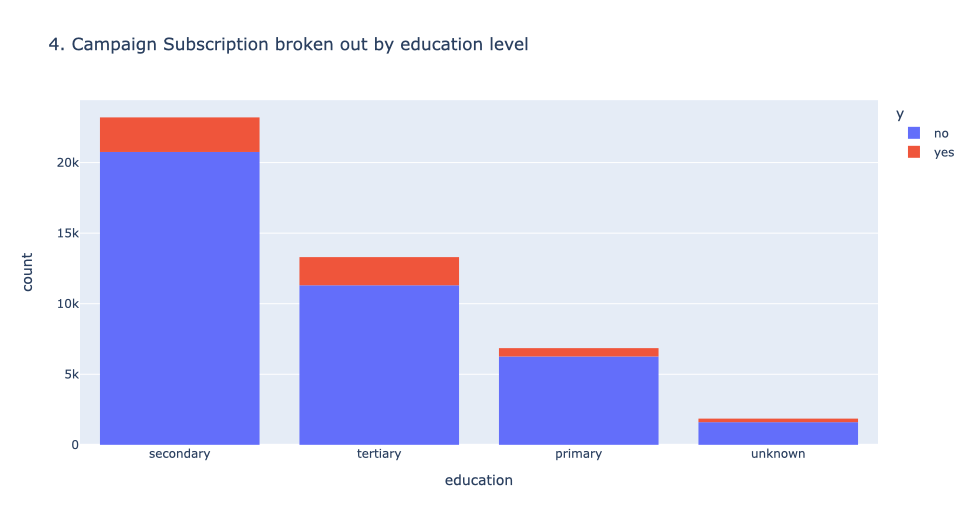 4. Campaign Subscription broken out by education level
y
no
yes
20k
15k
10k
5k
0
count
secondary
tertiary
primary
unknown
education